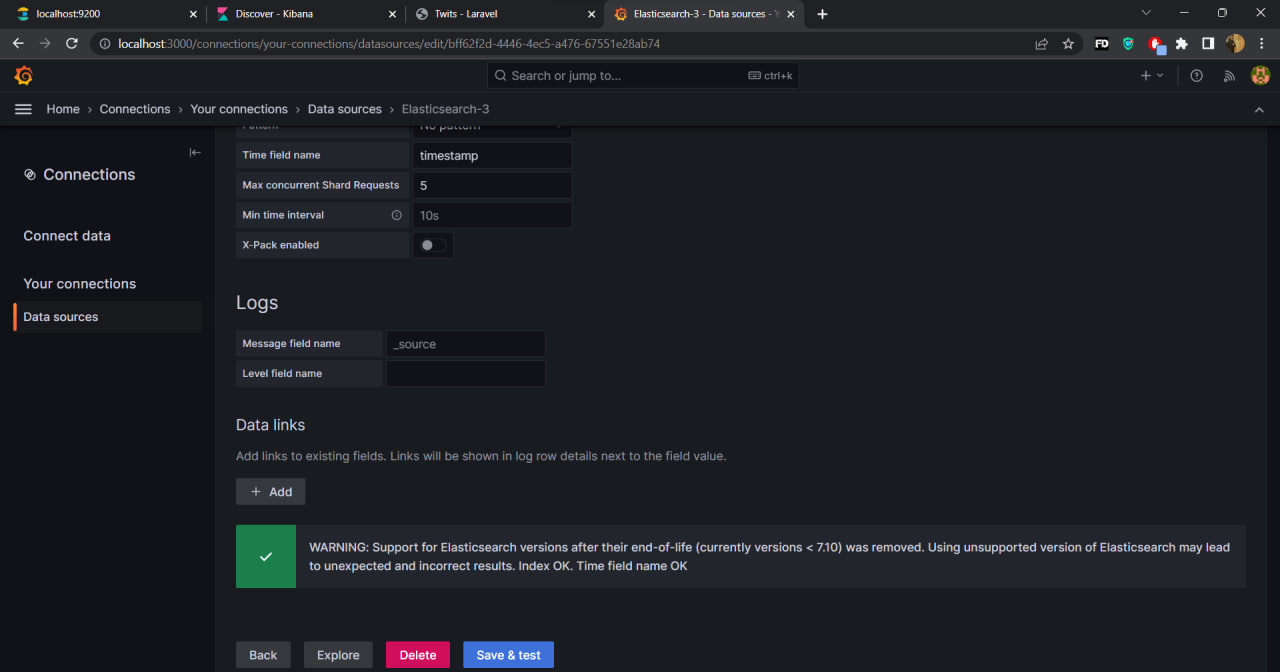 localhost:9200
Discover - Kibana
Twits - Laravel
Elasticsearch-3 - Data sources - Y
localhost:3000/connections/your-connections/datasources/edit/bff62f2d-4446-4ec5-a476-67551e28ab74
FD
Search or jump to...
ctrl+k
Home › Connections › Your connections › Data sources › Elasticsearch-3
Connections
Connect data
Your connections
Data sources
Pattern No pattern
Time field name timestamp
Max concurrent Shard Requests 5
Min time interval 10s
X-Pack enabled
Logs
Message field name _source
Level field name
Data links
Add links to existing fields. Links will be shown in log row details next to the field value.
+ Add
WARNING: Support for Elasticsearch versions after their end-of-life (currently versions < 7.10) was removed. Using unsupported version of Elasticsearch may lead
to unexpected and incorrect results. Index OK. Time field name OK
Back Explore Delete Save & test